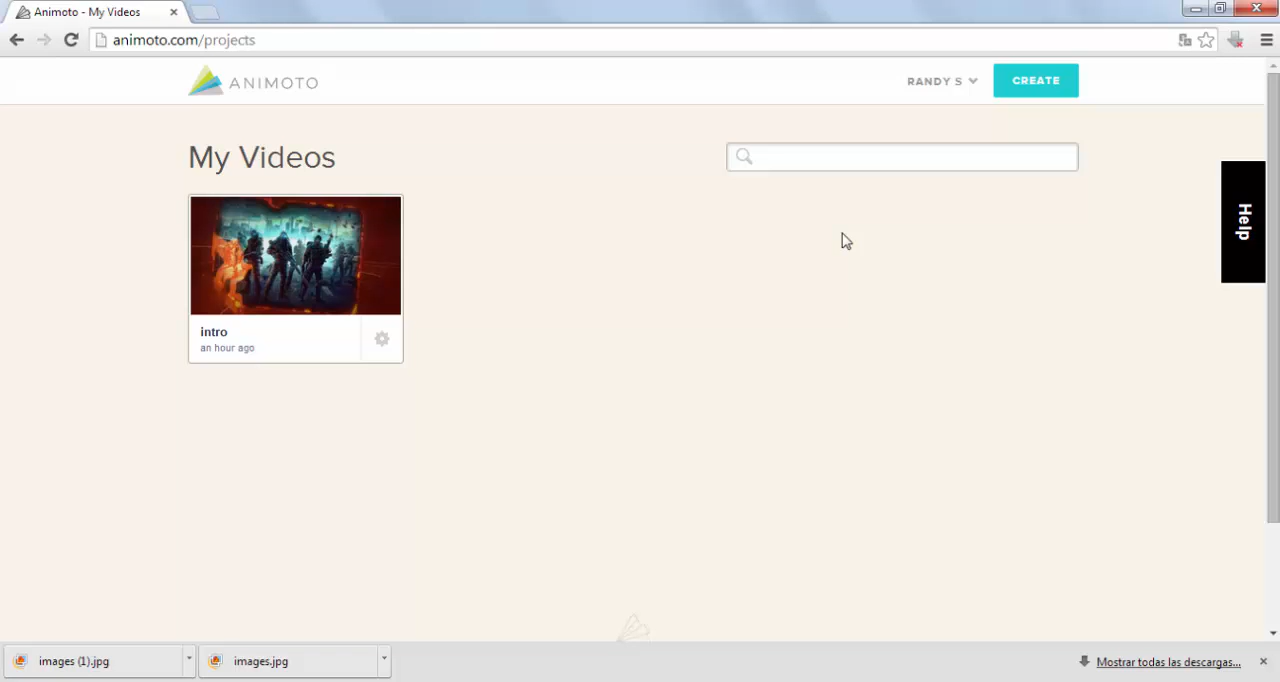 Animoto - My Videos
animoto.com/projects
ANIMOTO
RANDY S
CREATE
My Videos
Help
intro
an hour ago
images (1).jpg
images.jpg
Mostrar todas las descargas...